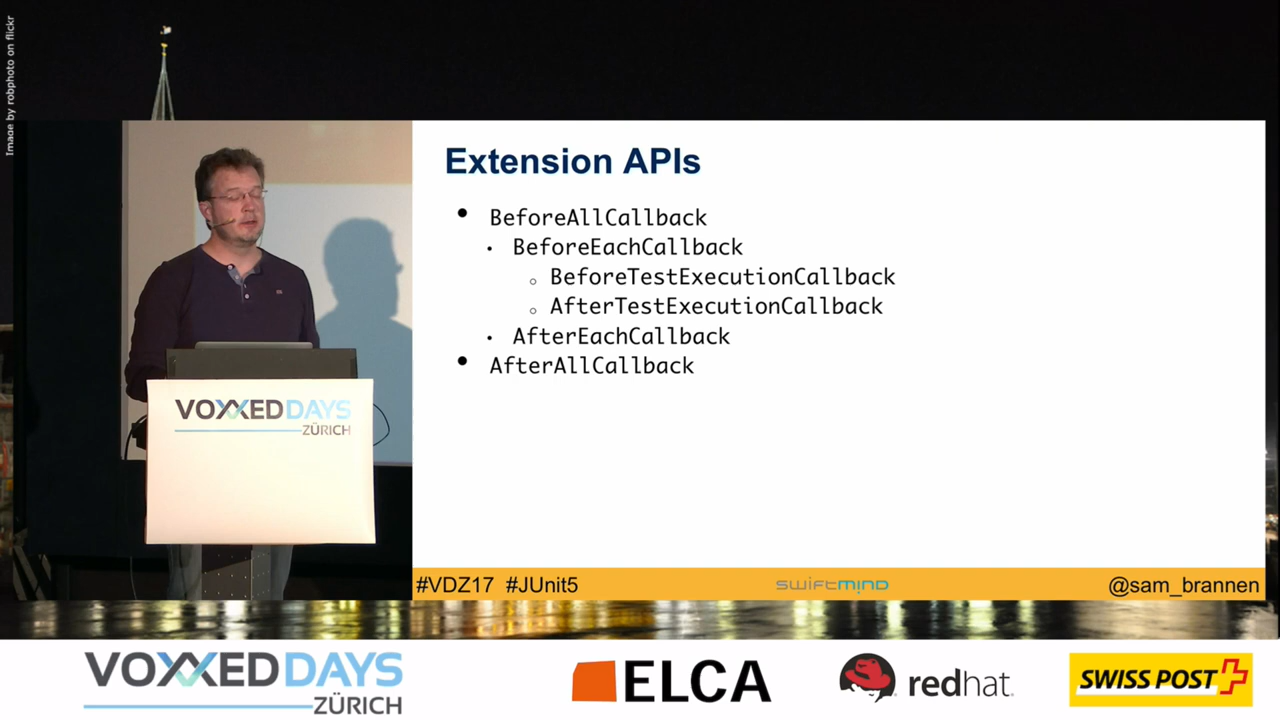 Image by robphoto on flickr
Extension APIs
• BeforeAllCallback
• BeforeEachCallback
○ BeforeTestExecutionCallback
○ AfterTestExecutionCallback
• AfterEachCallback
• AfterAllCallback
VOXXED DAYS
ZÜRICH
#VDZ17 #JUnit5
swiftmind
@sam_brannen
VOXXED DAYS
ZÜRICH
ELCA
redhat.
SWISS POST